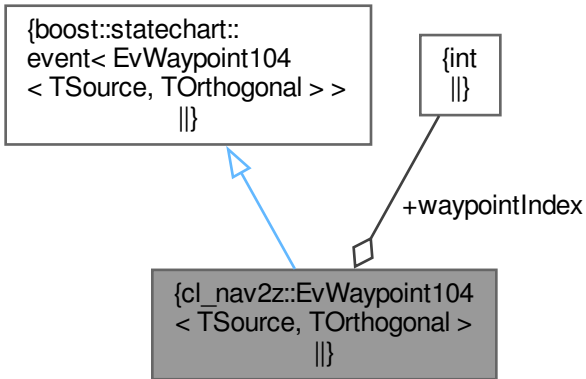 {boost::statechart::
event< EvWaypoint104
< TSource, TOrthogonal > >
||}
{int
||}
+waypointIndex
{cl_nav2z::EvWaypoint104
< TSource, TOrthogonal >
||}